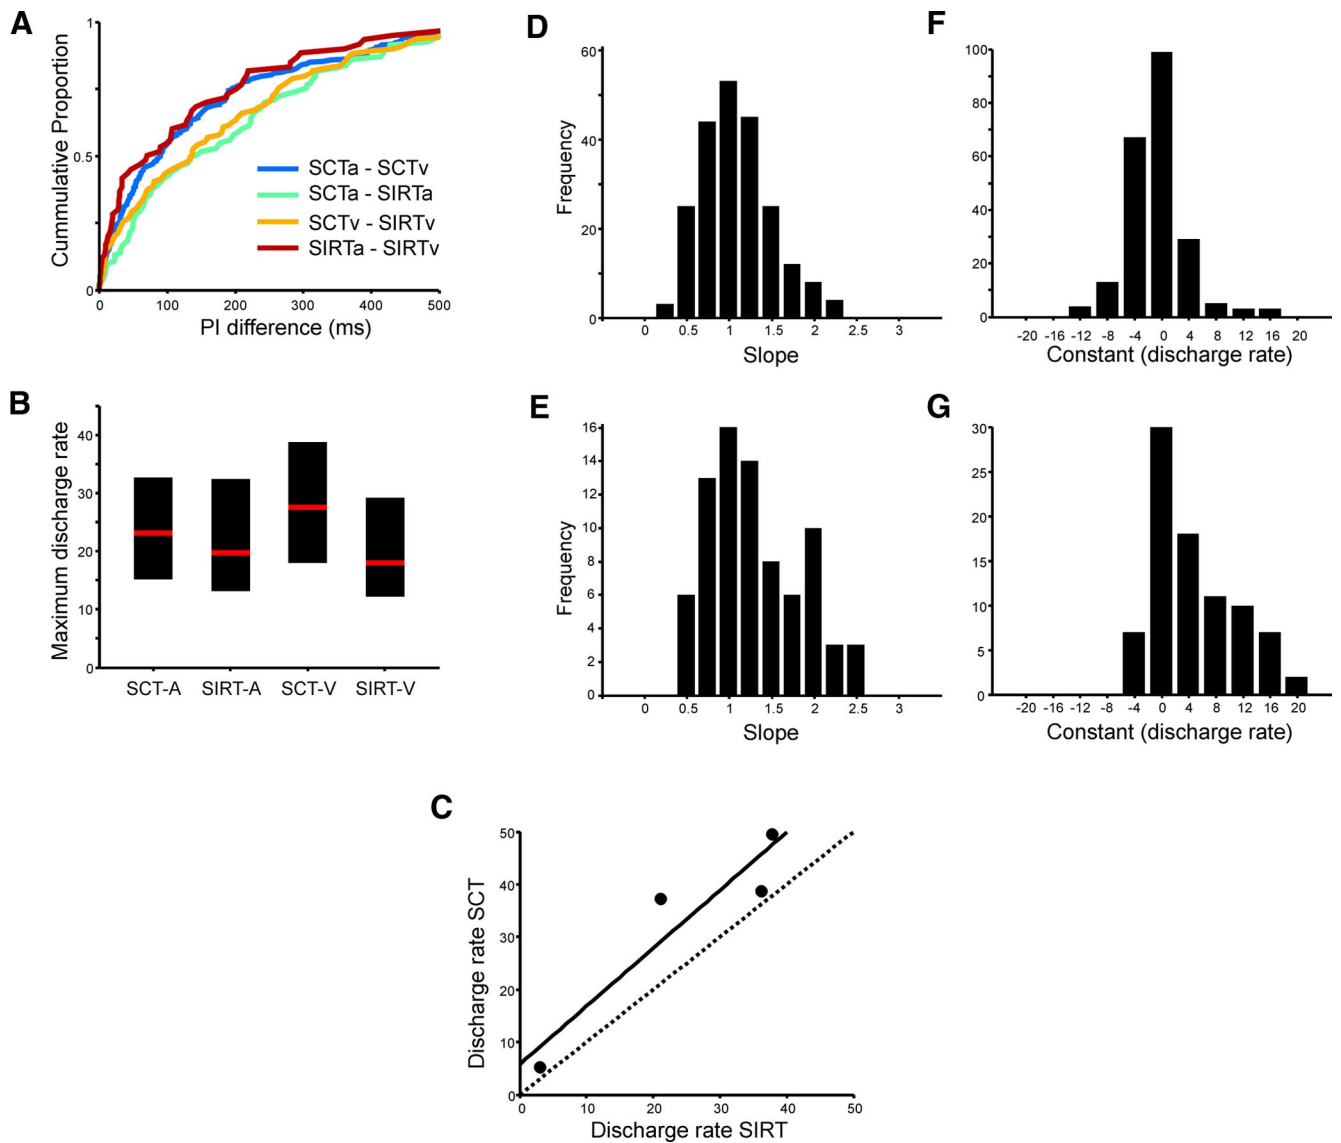 A
Cummulative Proportion
1
0.5
0
0 100 200 300 400 500
PI difference (ms)
SCTa - SCTv
SCTa - SIRTa
SCTv - SIRTv
SIRTa - SIRTv
B
Maximum discharge rate
40
30
20
10
0
SCT-A SIRT-A SCT-V SIRT-V
D
Frequency
60
40
20
0
0 0.5 1 1.5 2 2.5 3
Slope
E
Frequency
16
14
12
10
8
6
4
2
0
0 0.5 1 1.5 2 2.5 3
Slope
F
100
80
60
40
20
0
-20 -16 -12 -8 -4 0 4 8 12 16 20
Constant (discharge rate)
G
30
25
20
15
10
5
0
-20 -16 -12 -8 -4 0 4 8 12 16 20
Constant (discharge rate)
C
Discharge rate SCT
50
40
30
20
10
0
0 10 20 30 40 50
Discharge rate SIRT